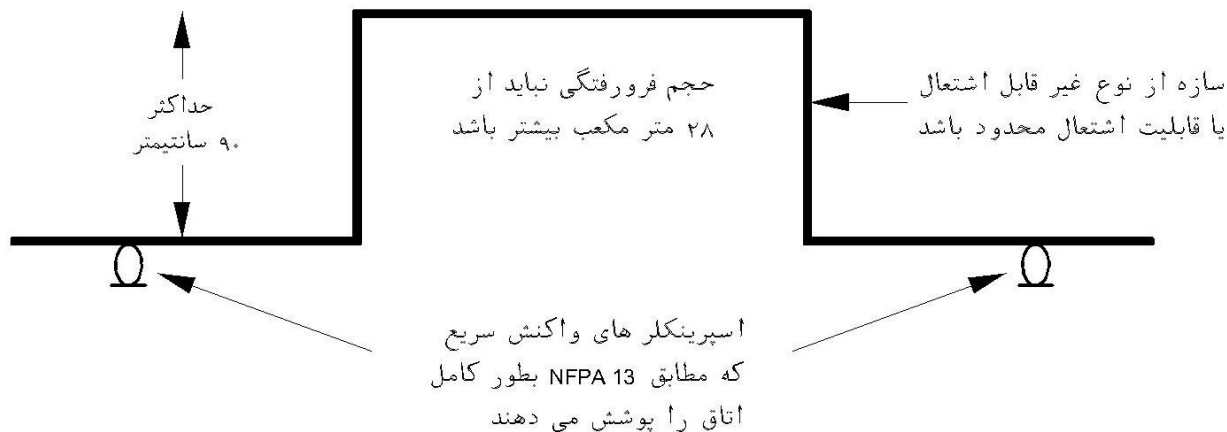 حداکثر
۹۰ سانتیمتر
حجم فرورفتگی نباید از
۲۸ متر مکعب بیشتر باشد
سازه از نوع غیر قابل اشتعال
یا قابلیت اشتعال محدود باشد
اسپرینکلر های واکنش سریع
که مطابق NFPA 13 بطور کامل
اتاق را پوشش می دهند